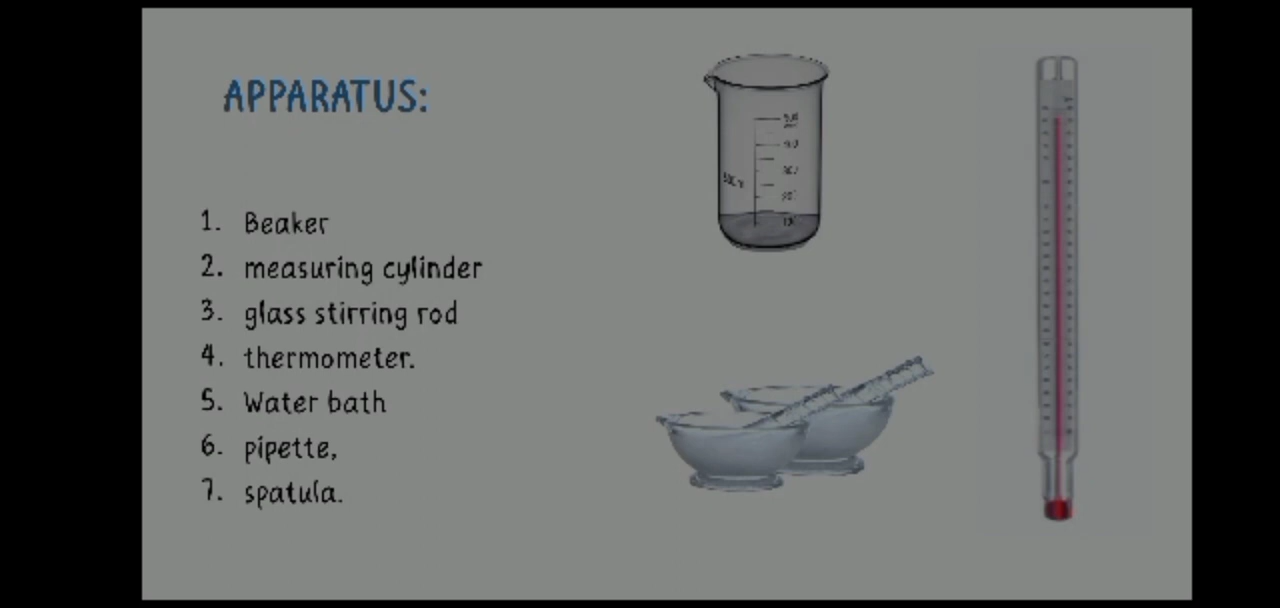 APPARATUS:
1. Beaker
2. measuring cylinder
3. glass stirring rod
4. thermometer.
5. Water bath
6. pipette,
7. spatula.